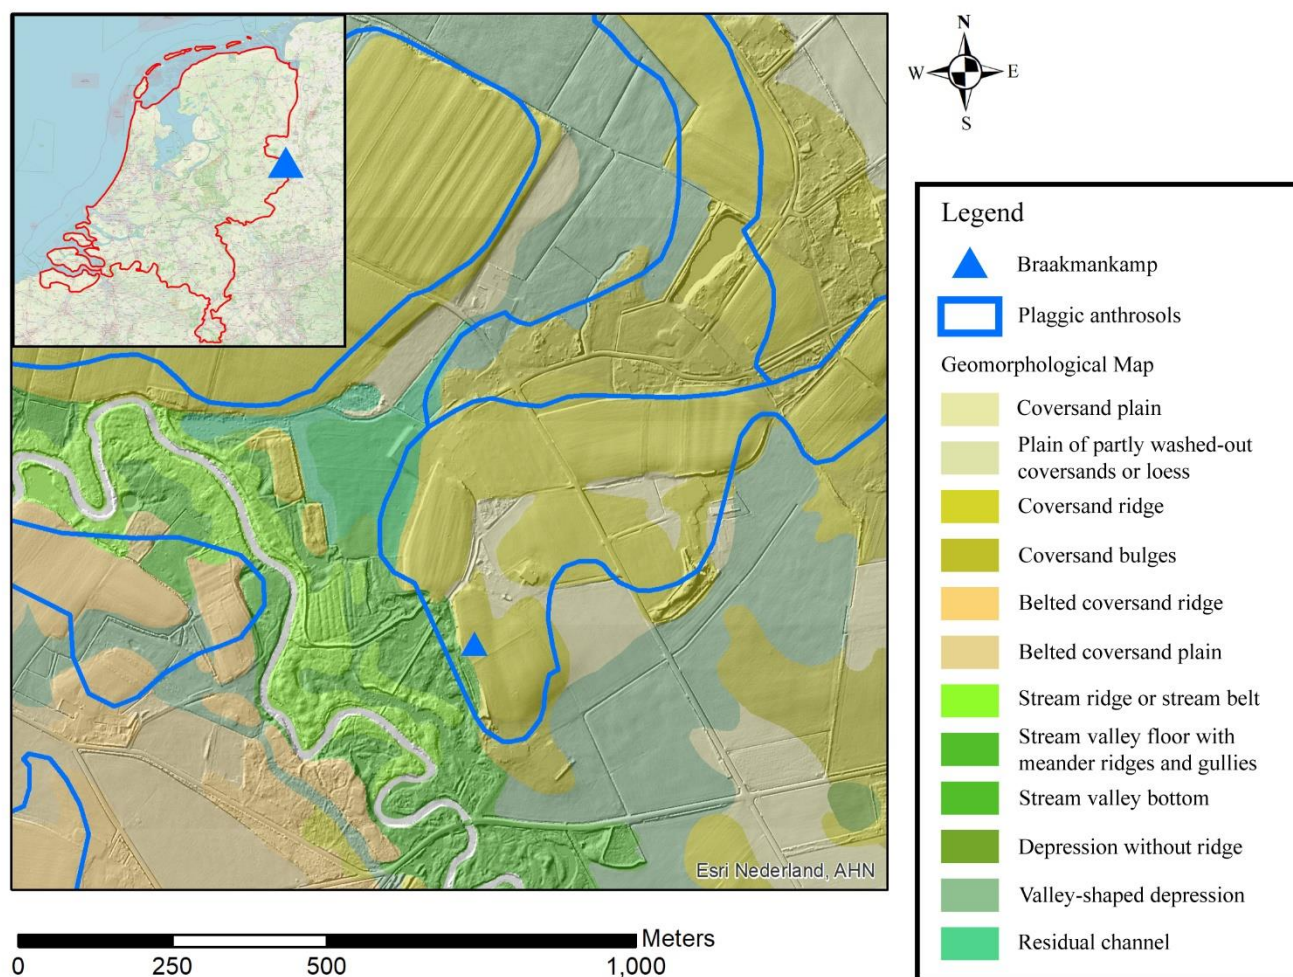 N
W
E
S
Legend
Braakmankamp
Plaggic anthrosols
Geomorphological Map
Coversand plain
Plain of partly washed-out
coversands or loess
Coversand ridge
Coversand bulges
Belted coversand ridge
Belted coversand plain
Stream ridge or stream belt
Stream valley floor with
meander ridges and gullies
Stream valley bottom
Depression without ridge
Valley-shaped depression
Residual channel
Esri Nederland, AHN
Meters
0 250 500 1,000